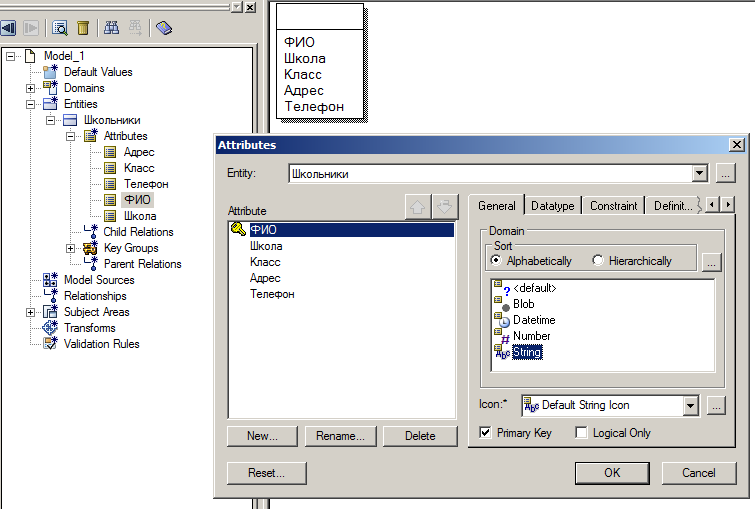 Model_1
Default Values
Domains
Entities
Школьники
Attributes
Адрес
Класс
Телефон
ФИО
Школа
Child Relations
Key Groups
Parent Relations
Model Sources
Relationships
Subject Areas
Transforms
Validation Rules
ФИО
Школа
Класс
Адрес
Телефон
Attributes
Entity:
Школьники
...
Attribute
ФИО
Школа
Класс
Адрес
Телефон
New...
Rename...
Delete
General
Datatype
Constraint
Definit...
Domain
Sort
Alphabetically
Hierarchically
...
<default>
Blob
Datetime
Number
String
Icon:*
Default String Icon
...
Primary Key
Logical Only
Reset...
OK
Cancel